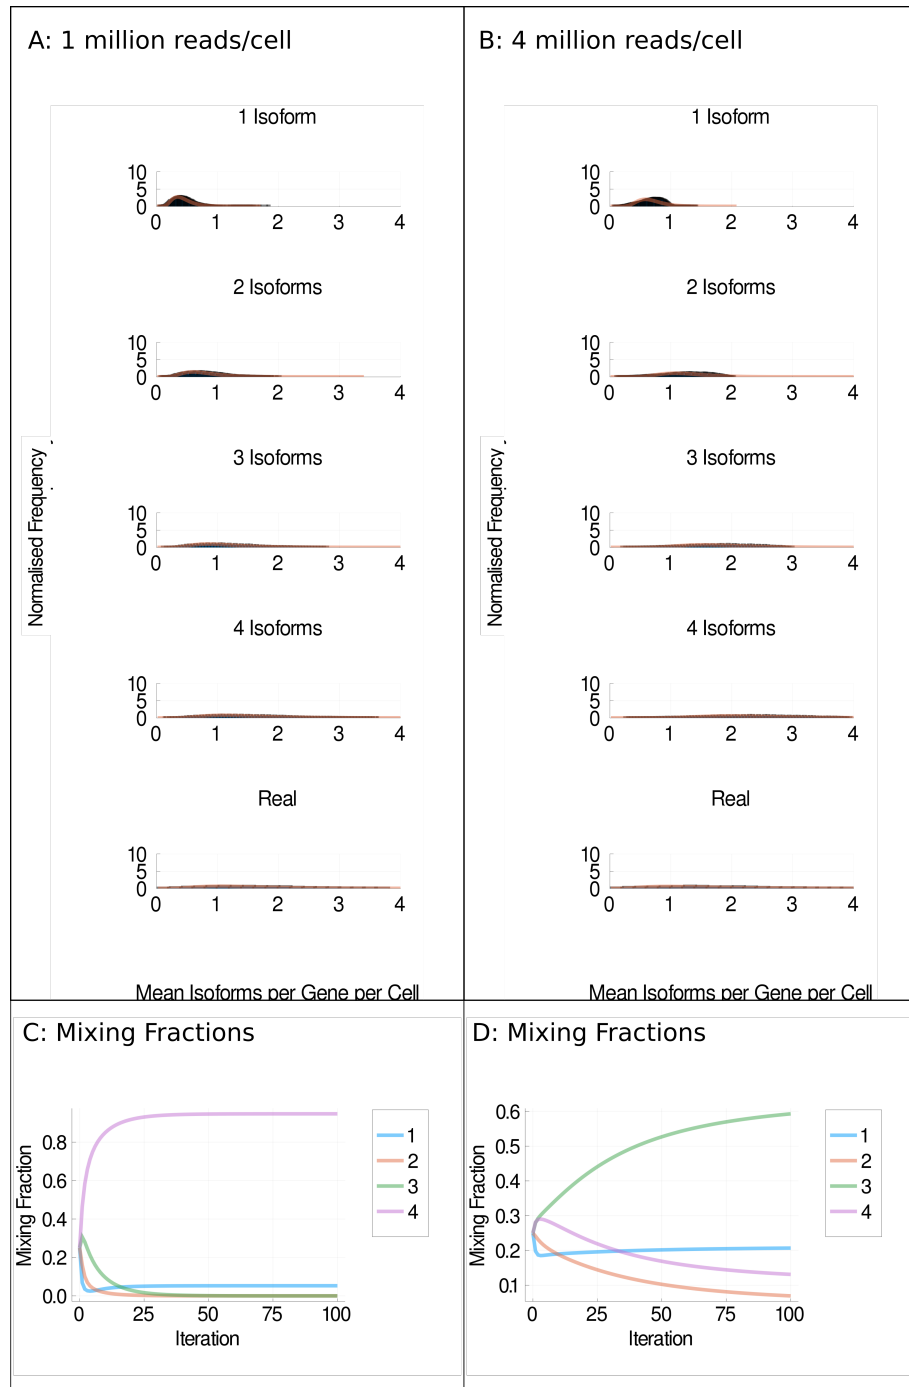 A: 1 million reads/cell
1 Isoform
10
5
0
0 1 2 3 4
2 Isoforms
10
5
0
0 1 2 3 4
3 Isoforms
10
5
0
0 1 2 3 4
4 Isoforms
10
5
0
0 1 2 3 4
Real
10
5
0
0 1 2 3 4
Normalised Frequency
Mean Isoforms per Gene per Cell
B: 4 million reads/cell
1 Isoform
10
5
0
0 1 2 3 4
2 Isoforms
10
5
0
0 1 2 3 4
3 Isoforms
10
5
0
0 1 2 3 4
4 Isoforms
10
5
0
0 1 2 3 4
Real
10
5
0
0 1 2 3 4
Normalised Frequency
Mean Isoforms per Gene per Cell
C: Mixing Fractions
Mixing Fraction
0.8
0.6
0.4
0.2
0.0
0 25 50 75 100
Iteration
1
2
3
4
D: Mixing Fractions
Mixing Fraction
0.6
0.5
0.4
0.3
0.2
0.1
0 25 50 75 100
Iteration
1
2
3
4